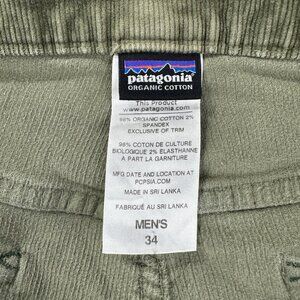 patagonia
ORGANIC COTTON
This Product
www.patagonia.com
98% ORGANIC COTTON 2%
SPANDEX
EXCLUSIVE OF TRIM
98% COTON DE CULTURE
BIOLOGIQUE 2% ELASTHANNE
A PART LA GARNITURE
MFG DATE AND LOCATION AT
PCPSIA.COM
MADE IN SRI LANKA
FABRIQUÉ AU SRI LANKA
MEN'S
34